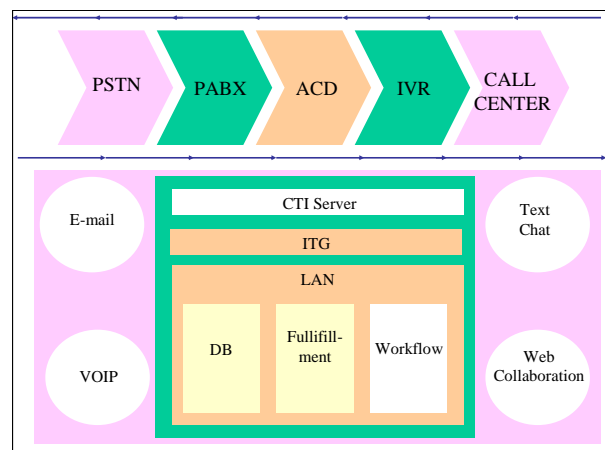 PSTN
PABX
ACD
IVR
CALL
CENTER
E-mail
CTI Server
Text
Chat
ITG
LAN
DB
Fullifill-
ment
Workflow
VOIP
Web
Collaboration